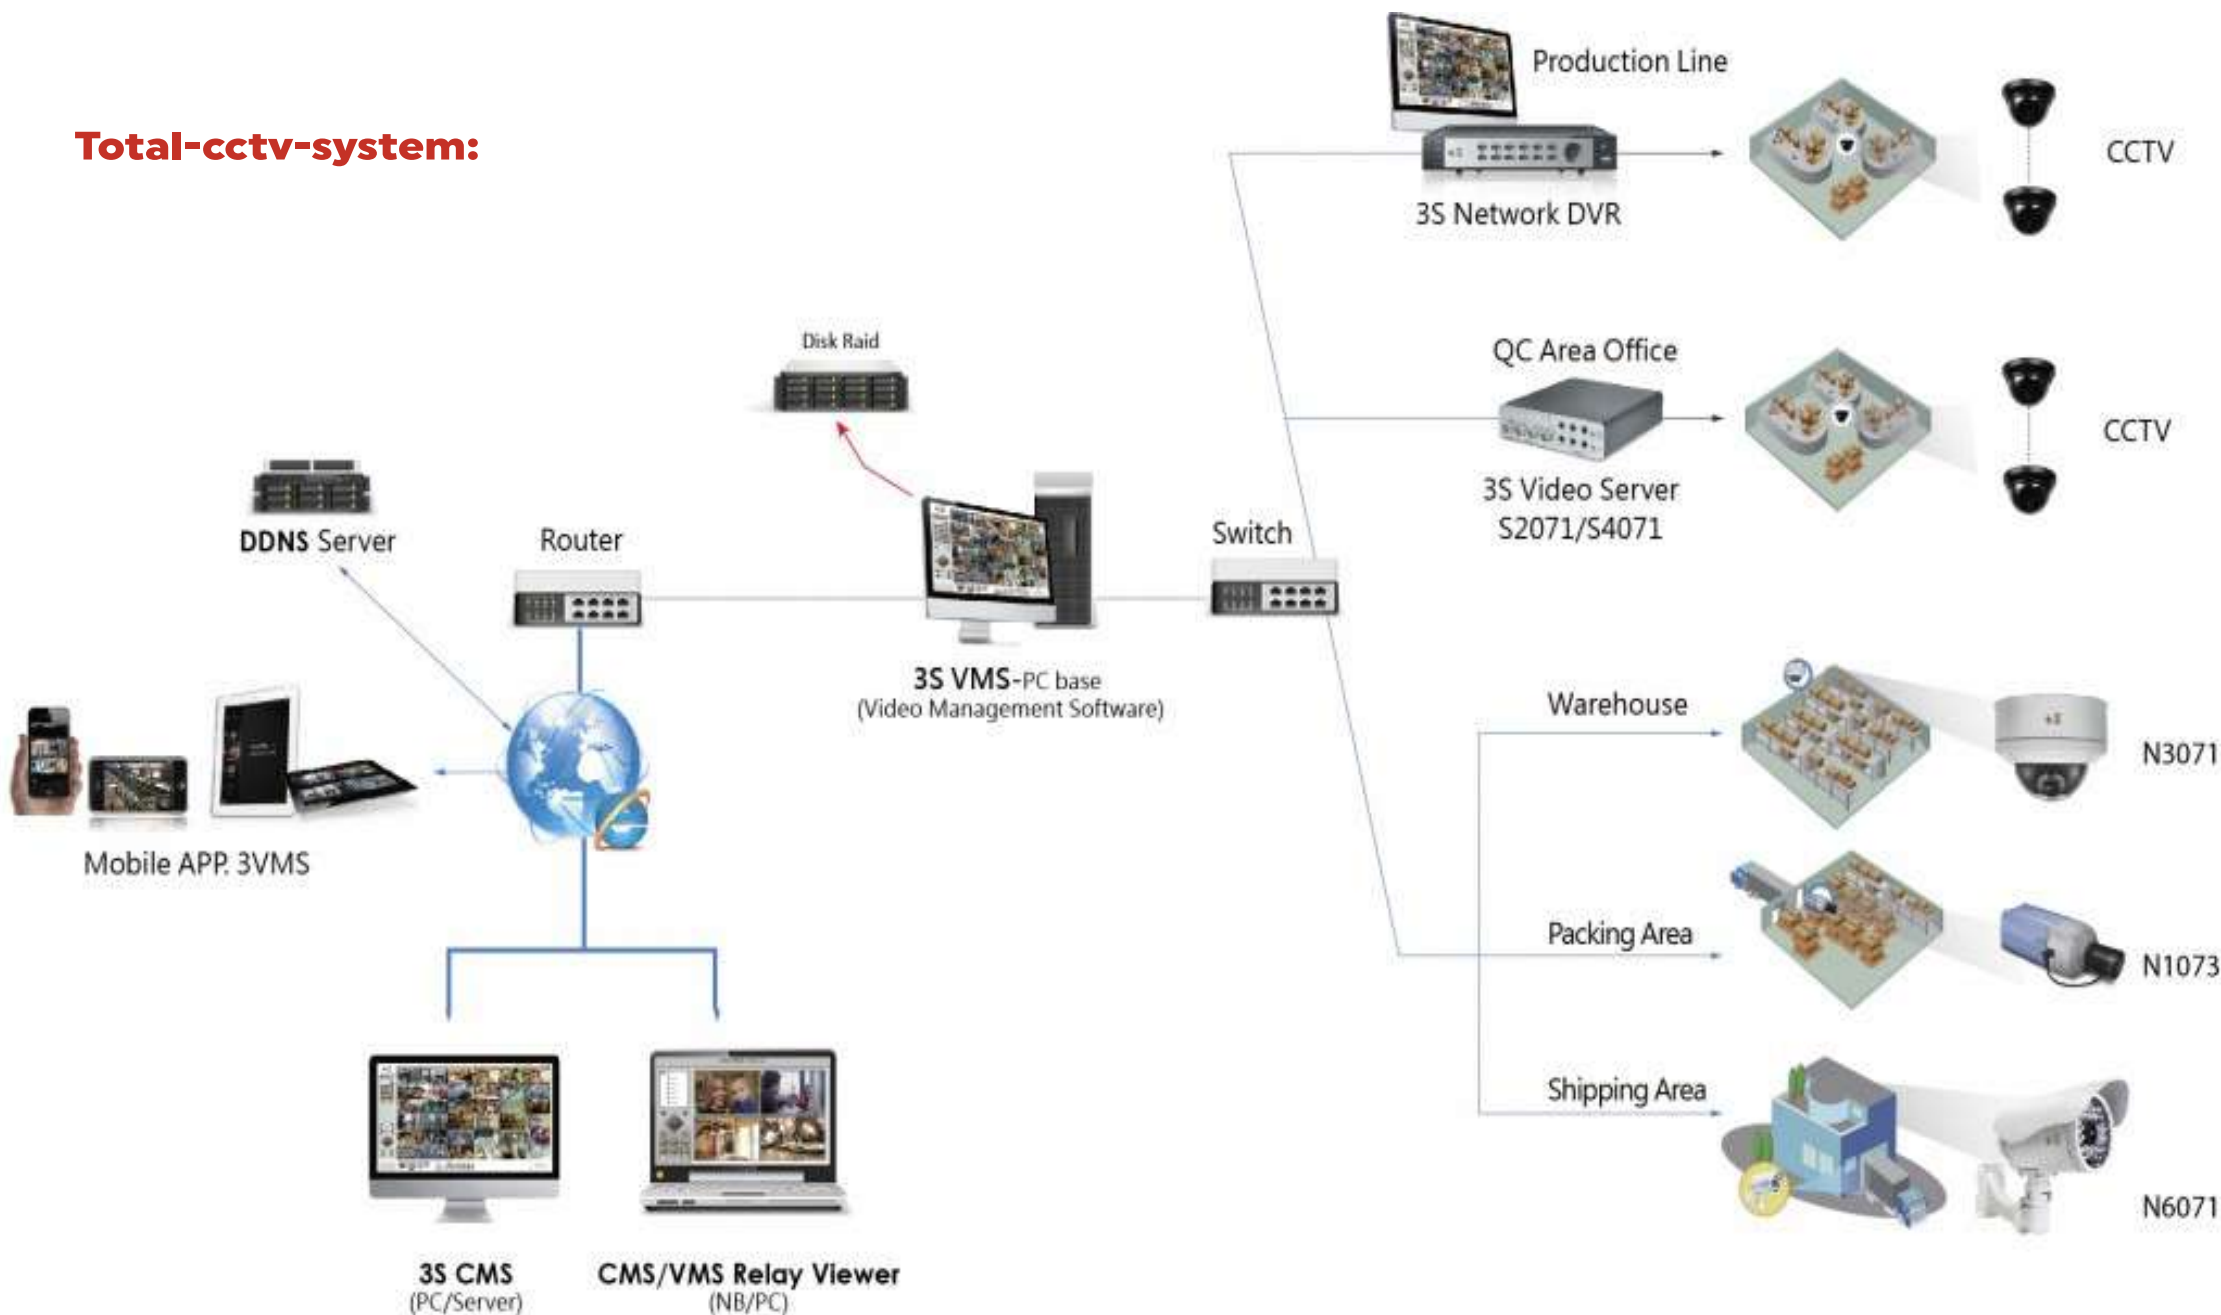 Total-cctv-system:
Production Line
3S Network DVR
CCTV
Disk Raid
QC Area Office
3S Video Server
S2071/S4071
CCTV
DDNS Server
Router
Switch
3S VMS-PC base
(Video Management Software)
Warehouse
N3071
Mobile APP. 3VMS
Packing Area
N1073
Shipping Area
N6071
3S CMS
(PC/Server)
CMS/VMS Relay Viewer
(NB/PC)